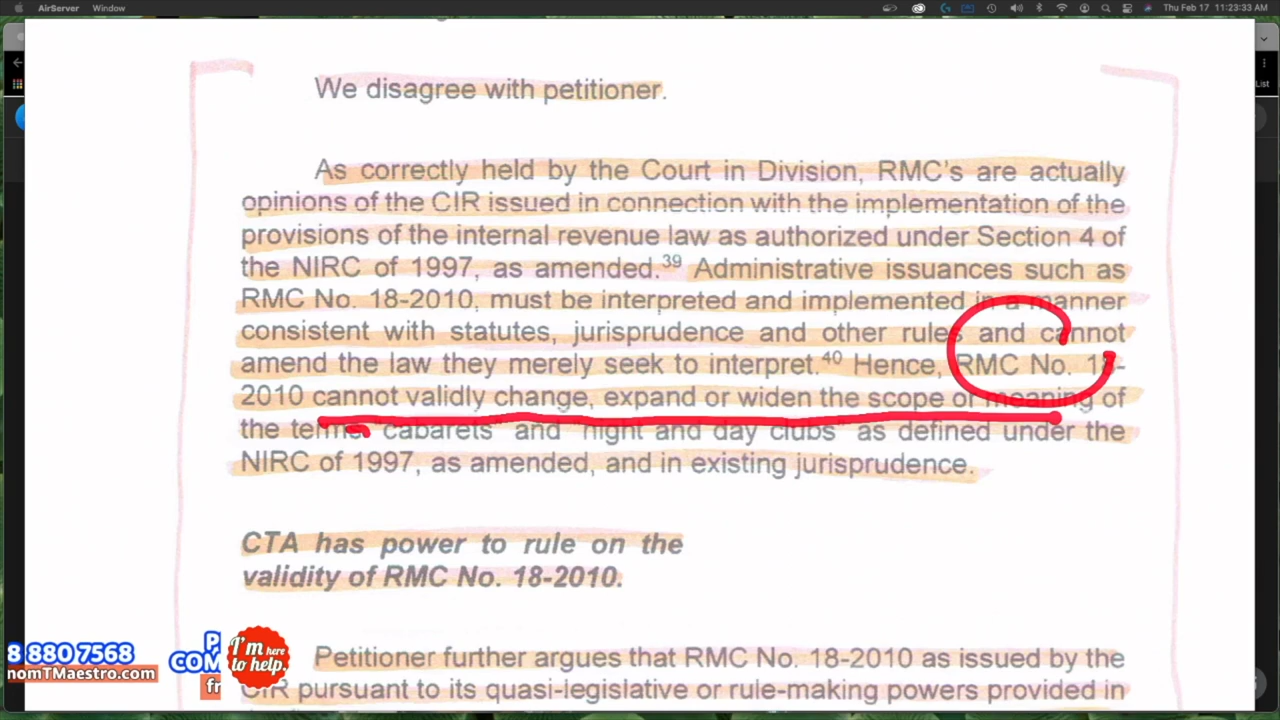 AirServer Window Thu Feb 17 11:23:33 AM
We disagree with petitioner.
As correctly held by the Court in Division, RMC's are actually
opinions of the CIR issued in connection with the implementation of the
provisions of the internal revenue law as authorized under Section 4 of
the NIRC of 1997, as amended.39 Administrative issuances such as
RMC No. 18-2010, must be interpreted and implemented in a manner
consistent with statutes, jurisprudence and other rules and cannot
amend the law they merely seek to interpret.40 Hence, RMC No. 18-
2010 cannot validly change, expand or widen the scope or meaning of
the terms "cabarets" and "night and day clubs" as defined under the
NIRC of 1997, as amended, and in existing jurisprudence.
CTA has power to rule on the
validity of RMC No. 18-2010.
Petitioner further argues that RMC No. 18-2010 as issued by the
CIR pursuant to its quasi-legislative or rule-making powers provided in
List
8 880 7568
nomTMaestro.com
P
COM
fr
I'm here
to help.